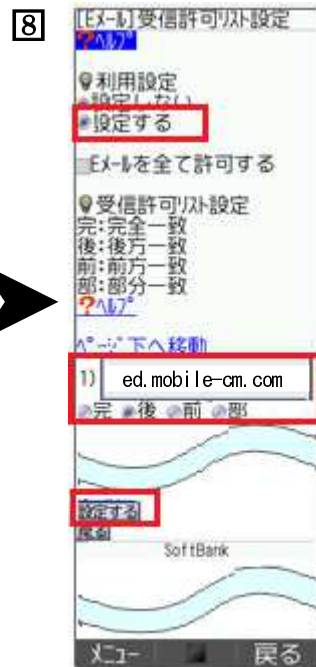 8
[Eメール]受信許可リスト設定
?ヘルプ
利用設定
設定しない
設定する
Eメールを全て許可する
受信許可リスト設定
完:完全一致
後:後方一致
前:前方一致
部:部分一致
?ヘルプ
ページ下へ移動
1) ed.mobile-cm.com
完 後 前 部
設定する
戻る
SoftBank
メニュー 戻る